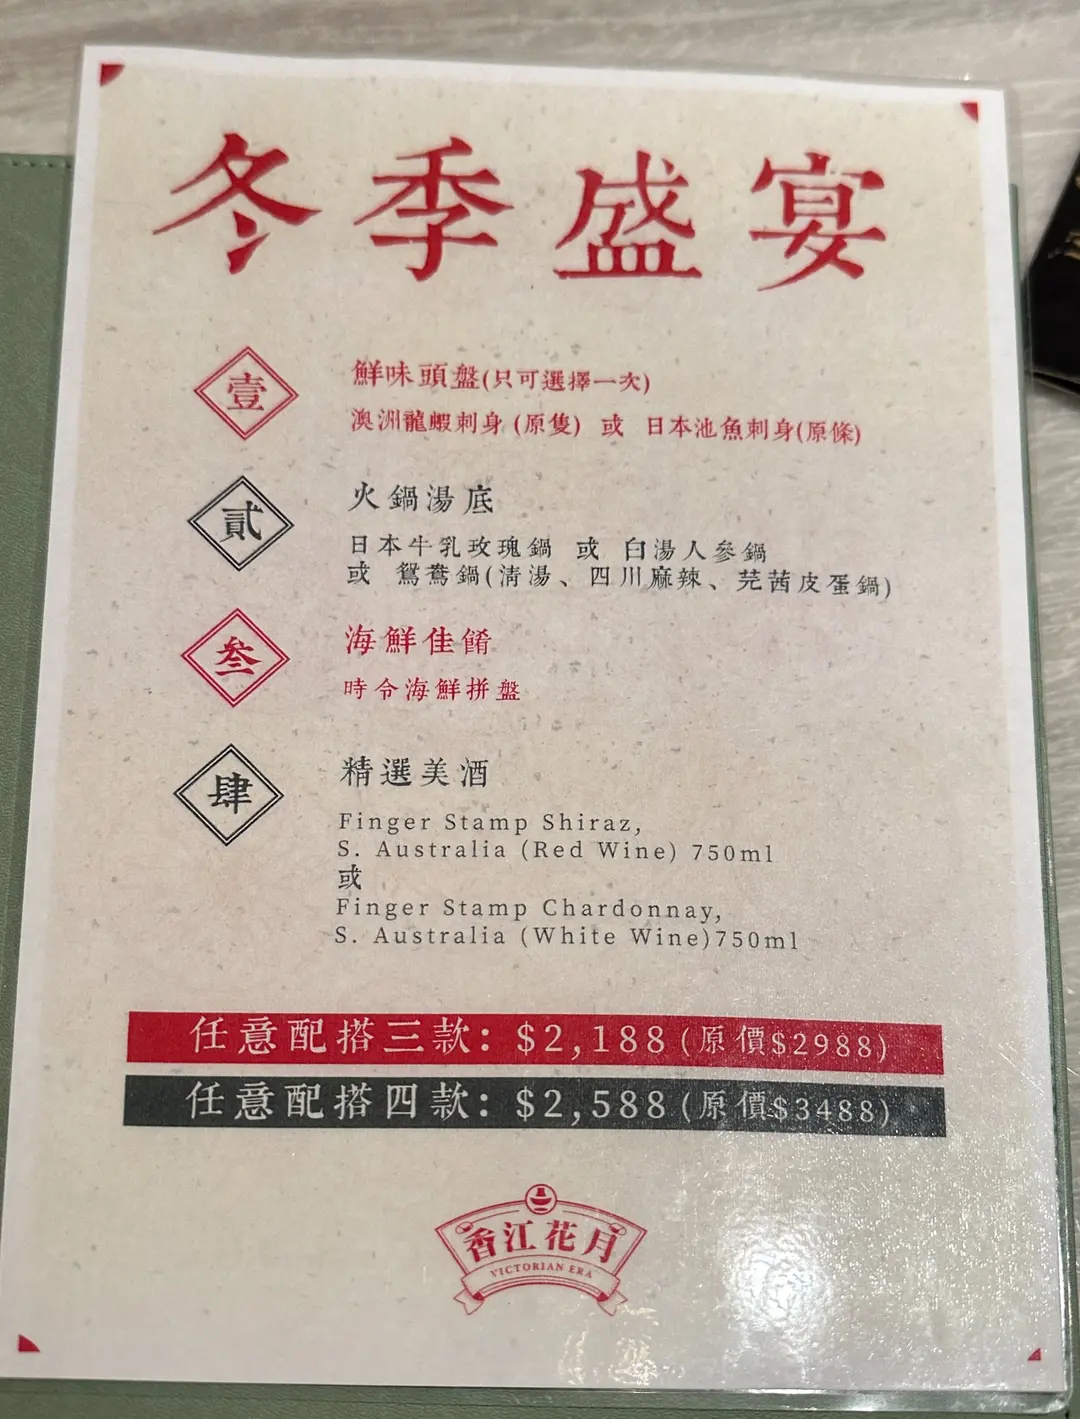 冬季盛宴
壹
鮮味頭盤(只可選擇一次)
澳洲龍蝦刺身 (原隻) 或 日本池魚刺身(原條)
貳
火鍋湯底
日本牛乳玫瑰鍋 或 白湯人參鍋
或 鴛鴦鍋(清湯、四川麻辣、芫茜皮蛋鍋)
叁
海鮮佳餚
時令海鮮拼盤
肆
精選美酒
Finger Stamp Shiraz,
S. Australia (Red Wine) 750ml
或
Finger Stamp Chardonnay,
S. Australia (White Wine)750ml
任意配搭三款: $2,188(原價$2988)
任意配搭四款: $2,588(原價$3488)
香江花月
VICTORIAN ERA